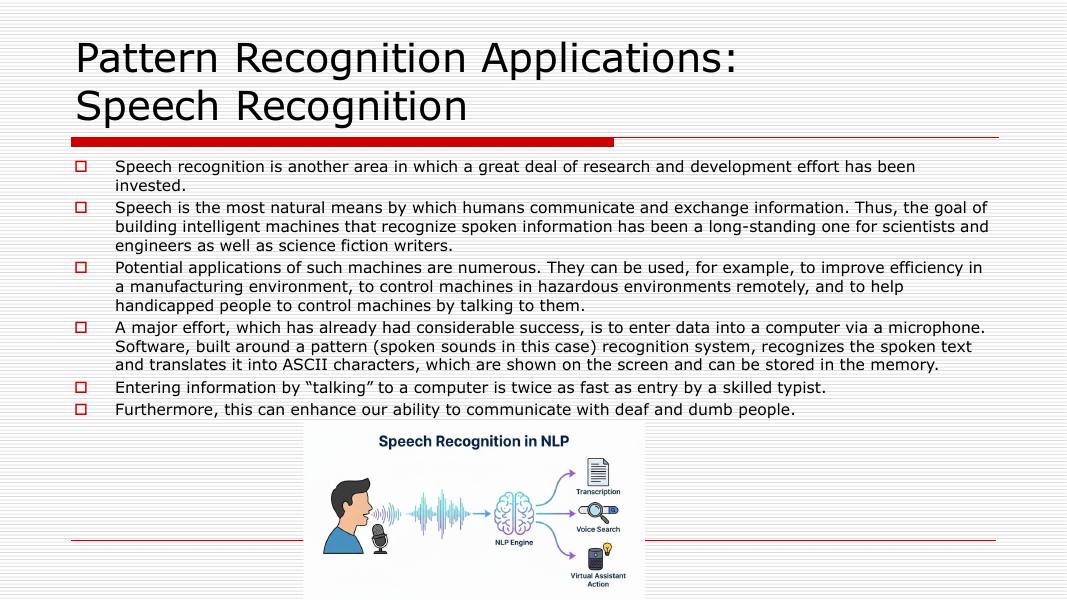 Pattern Recognition Applications:
Speech Recognition
Speech recognition is another area in which a great deal of research and development effort has been
invested.
Speech is the most natural means by which humans communicate and exchange information. Thus, the goal of
building intelligent machines that recognize spoken information has been a long-standing one for scientists and
engineers as well as science fiction writers.
Potential applications of such machines are numerous. They can be used, for example, to improve efficiency in
a manufacturing environment, to control machines in hazardous environments remotely, and to help
handicapped people to control machines by talking to them.
A major effort, which has already had considerable success, is to enter data into a computer via a microphone.
Software, built around a pattern (spoken sounds in this case) recognition system, recognizes the spoken text
and translates it into ASCII characters, which are shown on the screen and can be stored in the memory.
Entering information by “talking” to a computer is twice as fast as entry by a skilled typist.
Furthermore, this can enhance our ability to communicate with deaf and dumb people.
Speech Recognition in NLP
Transcription
Voice Search
NLP Engine
Virtual Assistant
Action